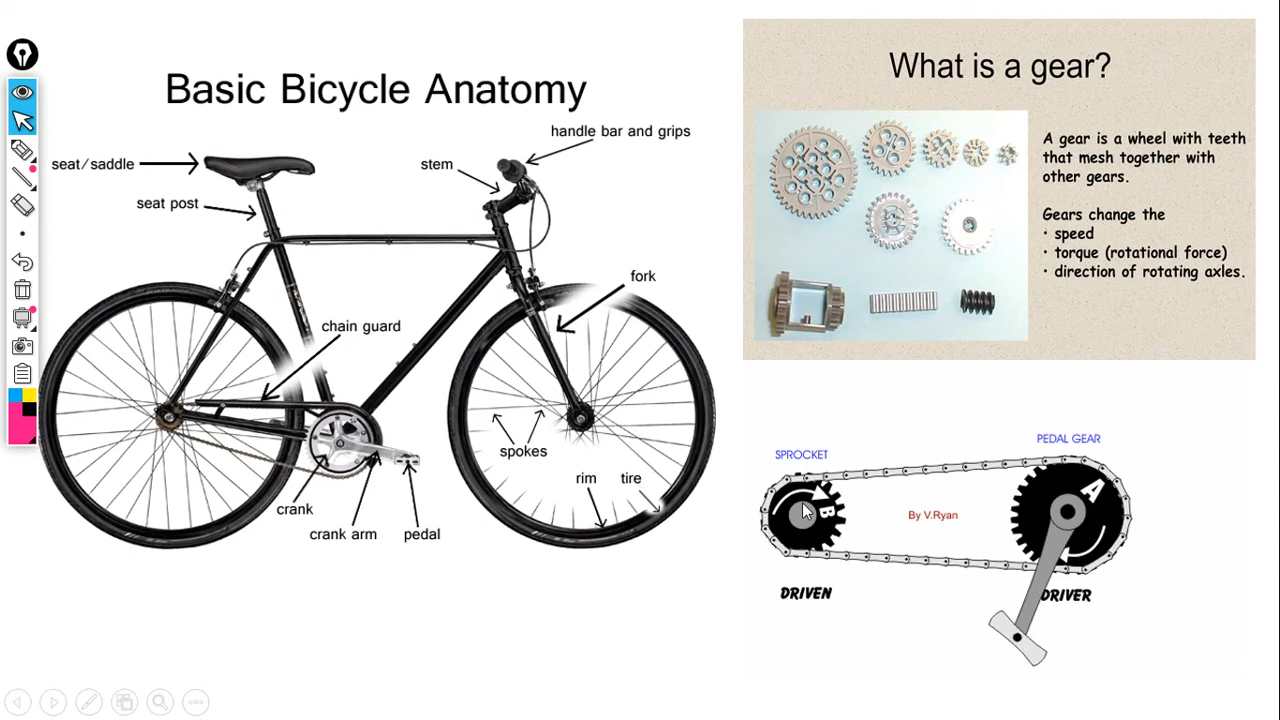 Basic Bicycle Anatomy
handle bar and grips
seat/saddle
stem
seat post
fork
chain guard
spokes
rim
tire
crank
crank arm
pedal
What is a gear?
A gear is a wheel with teeth
that mesh together with
other gears.
Gears change the
• speed
• torque (rotational force)
• direction of rotating axles.
PEDAL GEAR
SPROCKET
A
B
By V.Ryan
DRIVEN
DRIVER